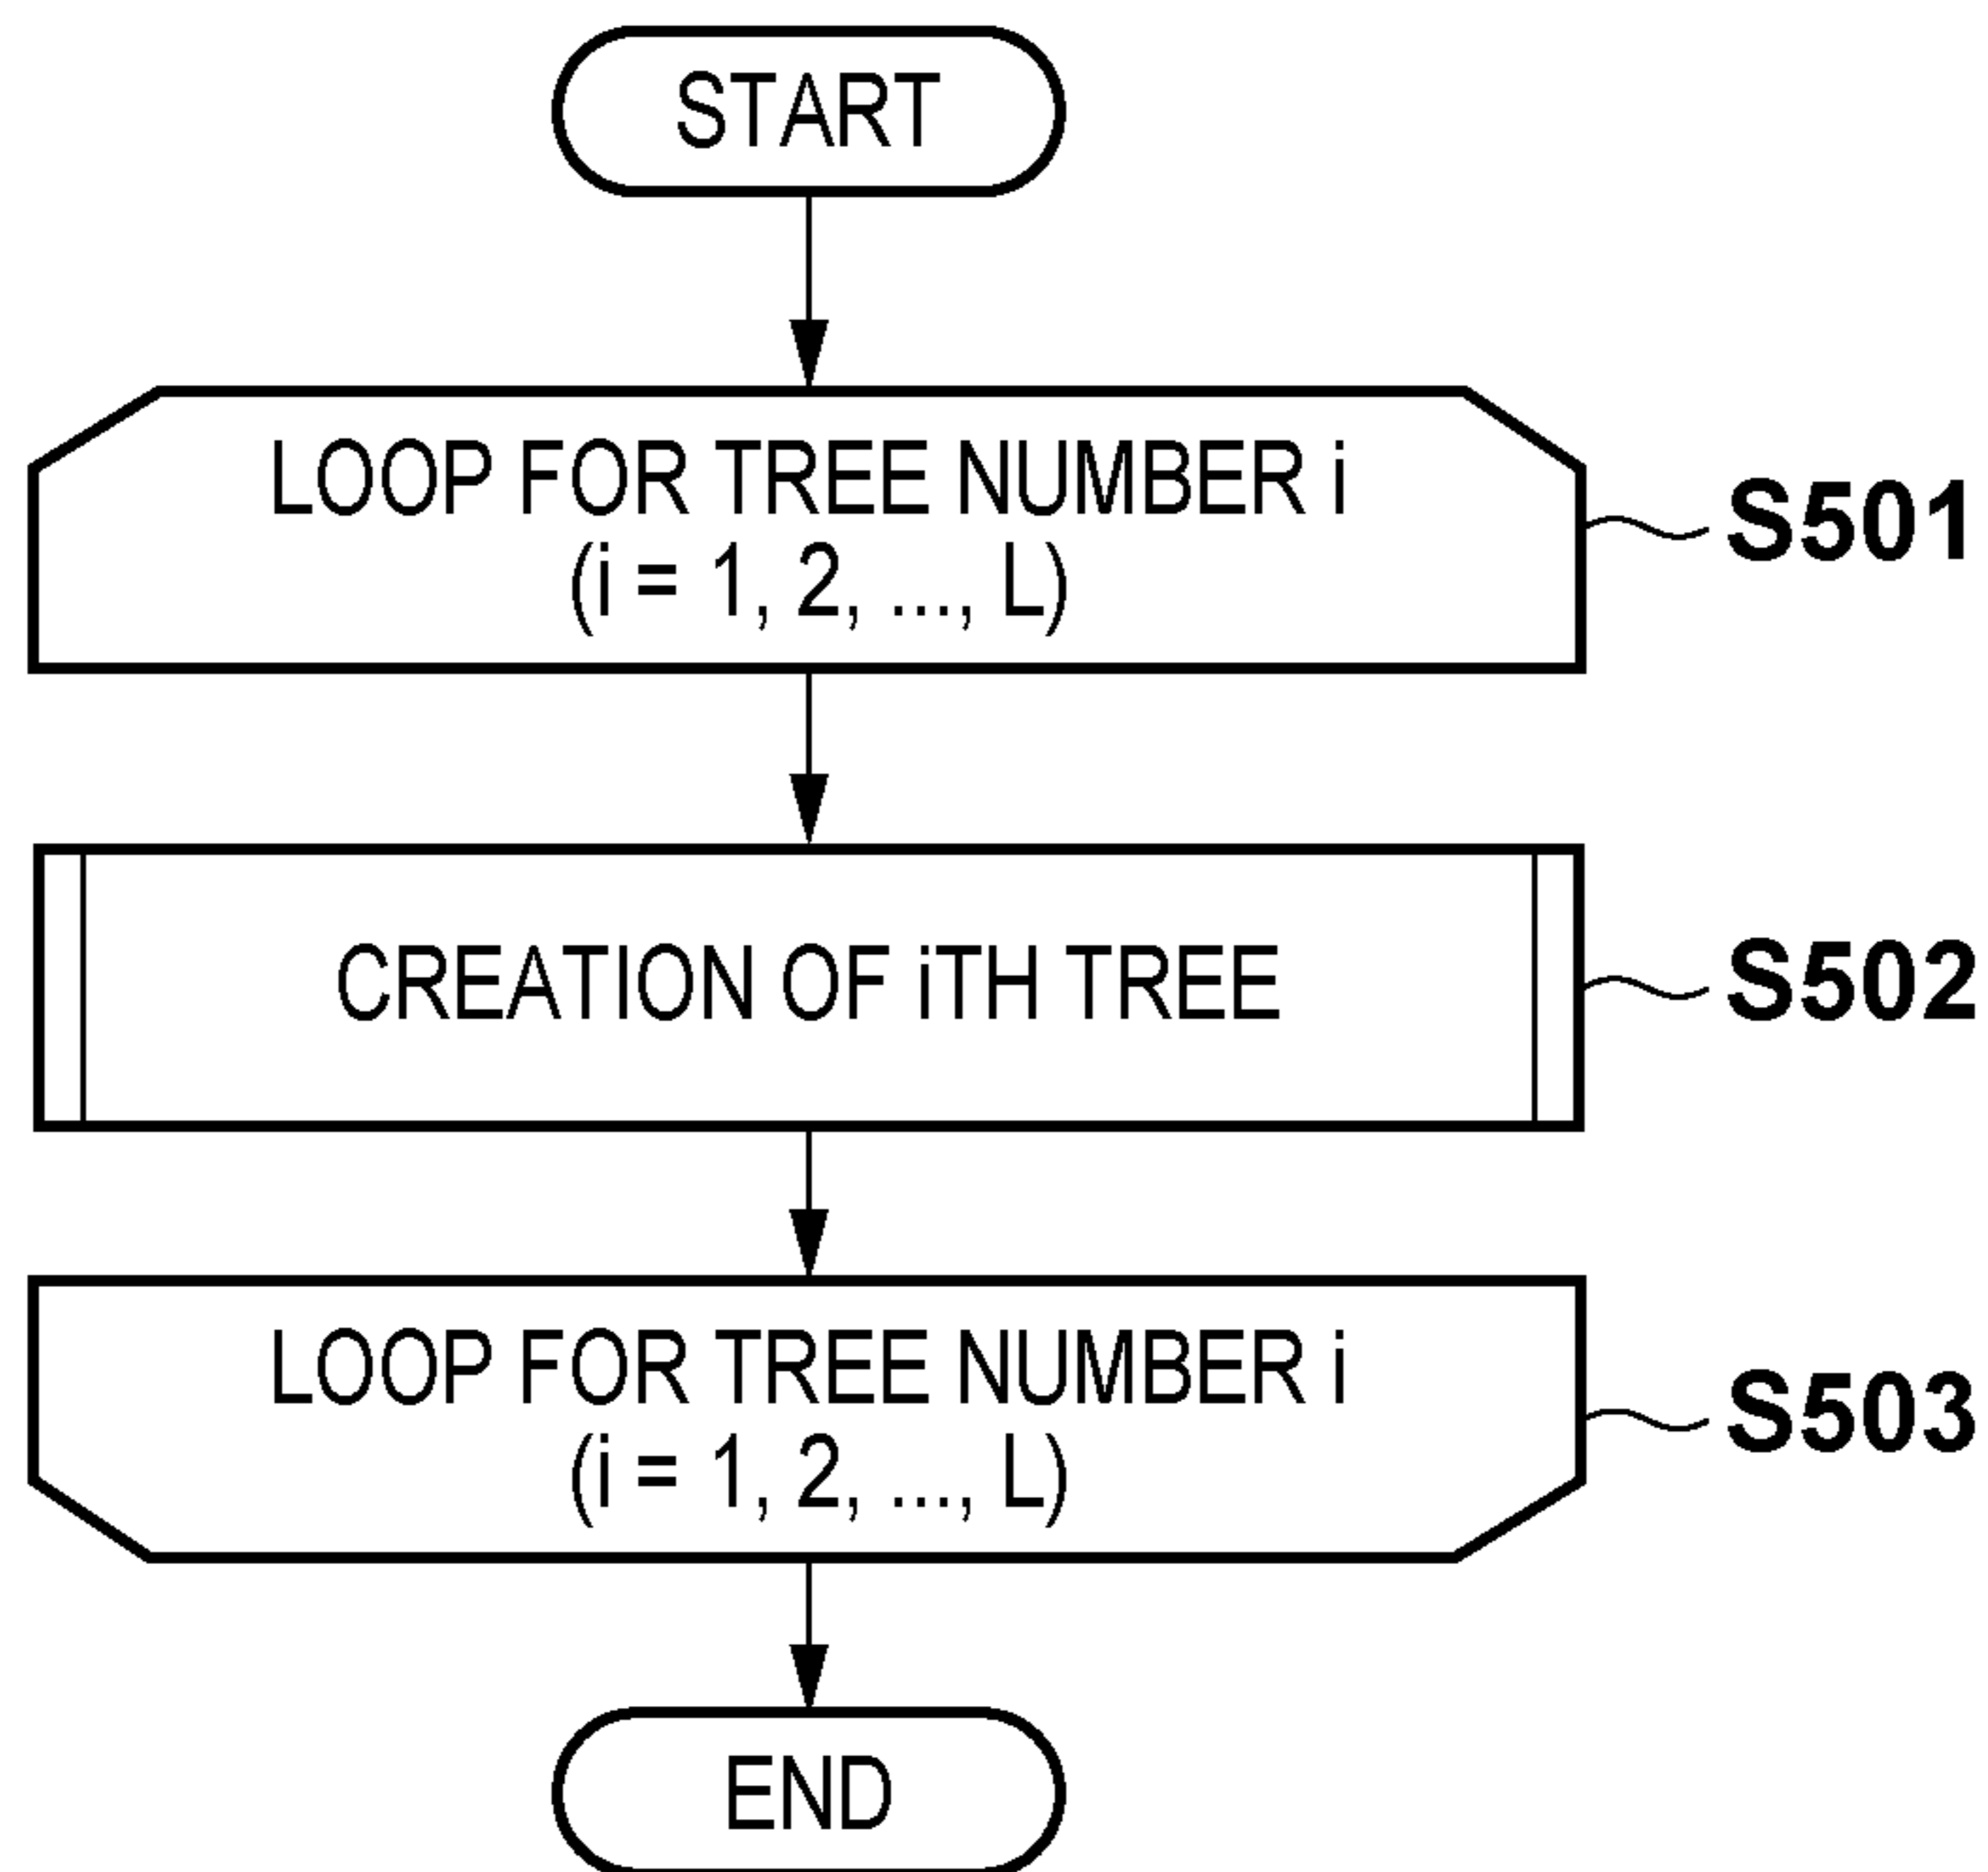 START
LOOP FOR TREE NUMBER i
(i = 1, 2, ..., L)
S501
CREATION OF iTH TREE
S502
LOOP FOR TREE NUMBER i
(i = 1, 2, ..., L)
S503
END